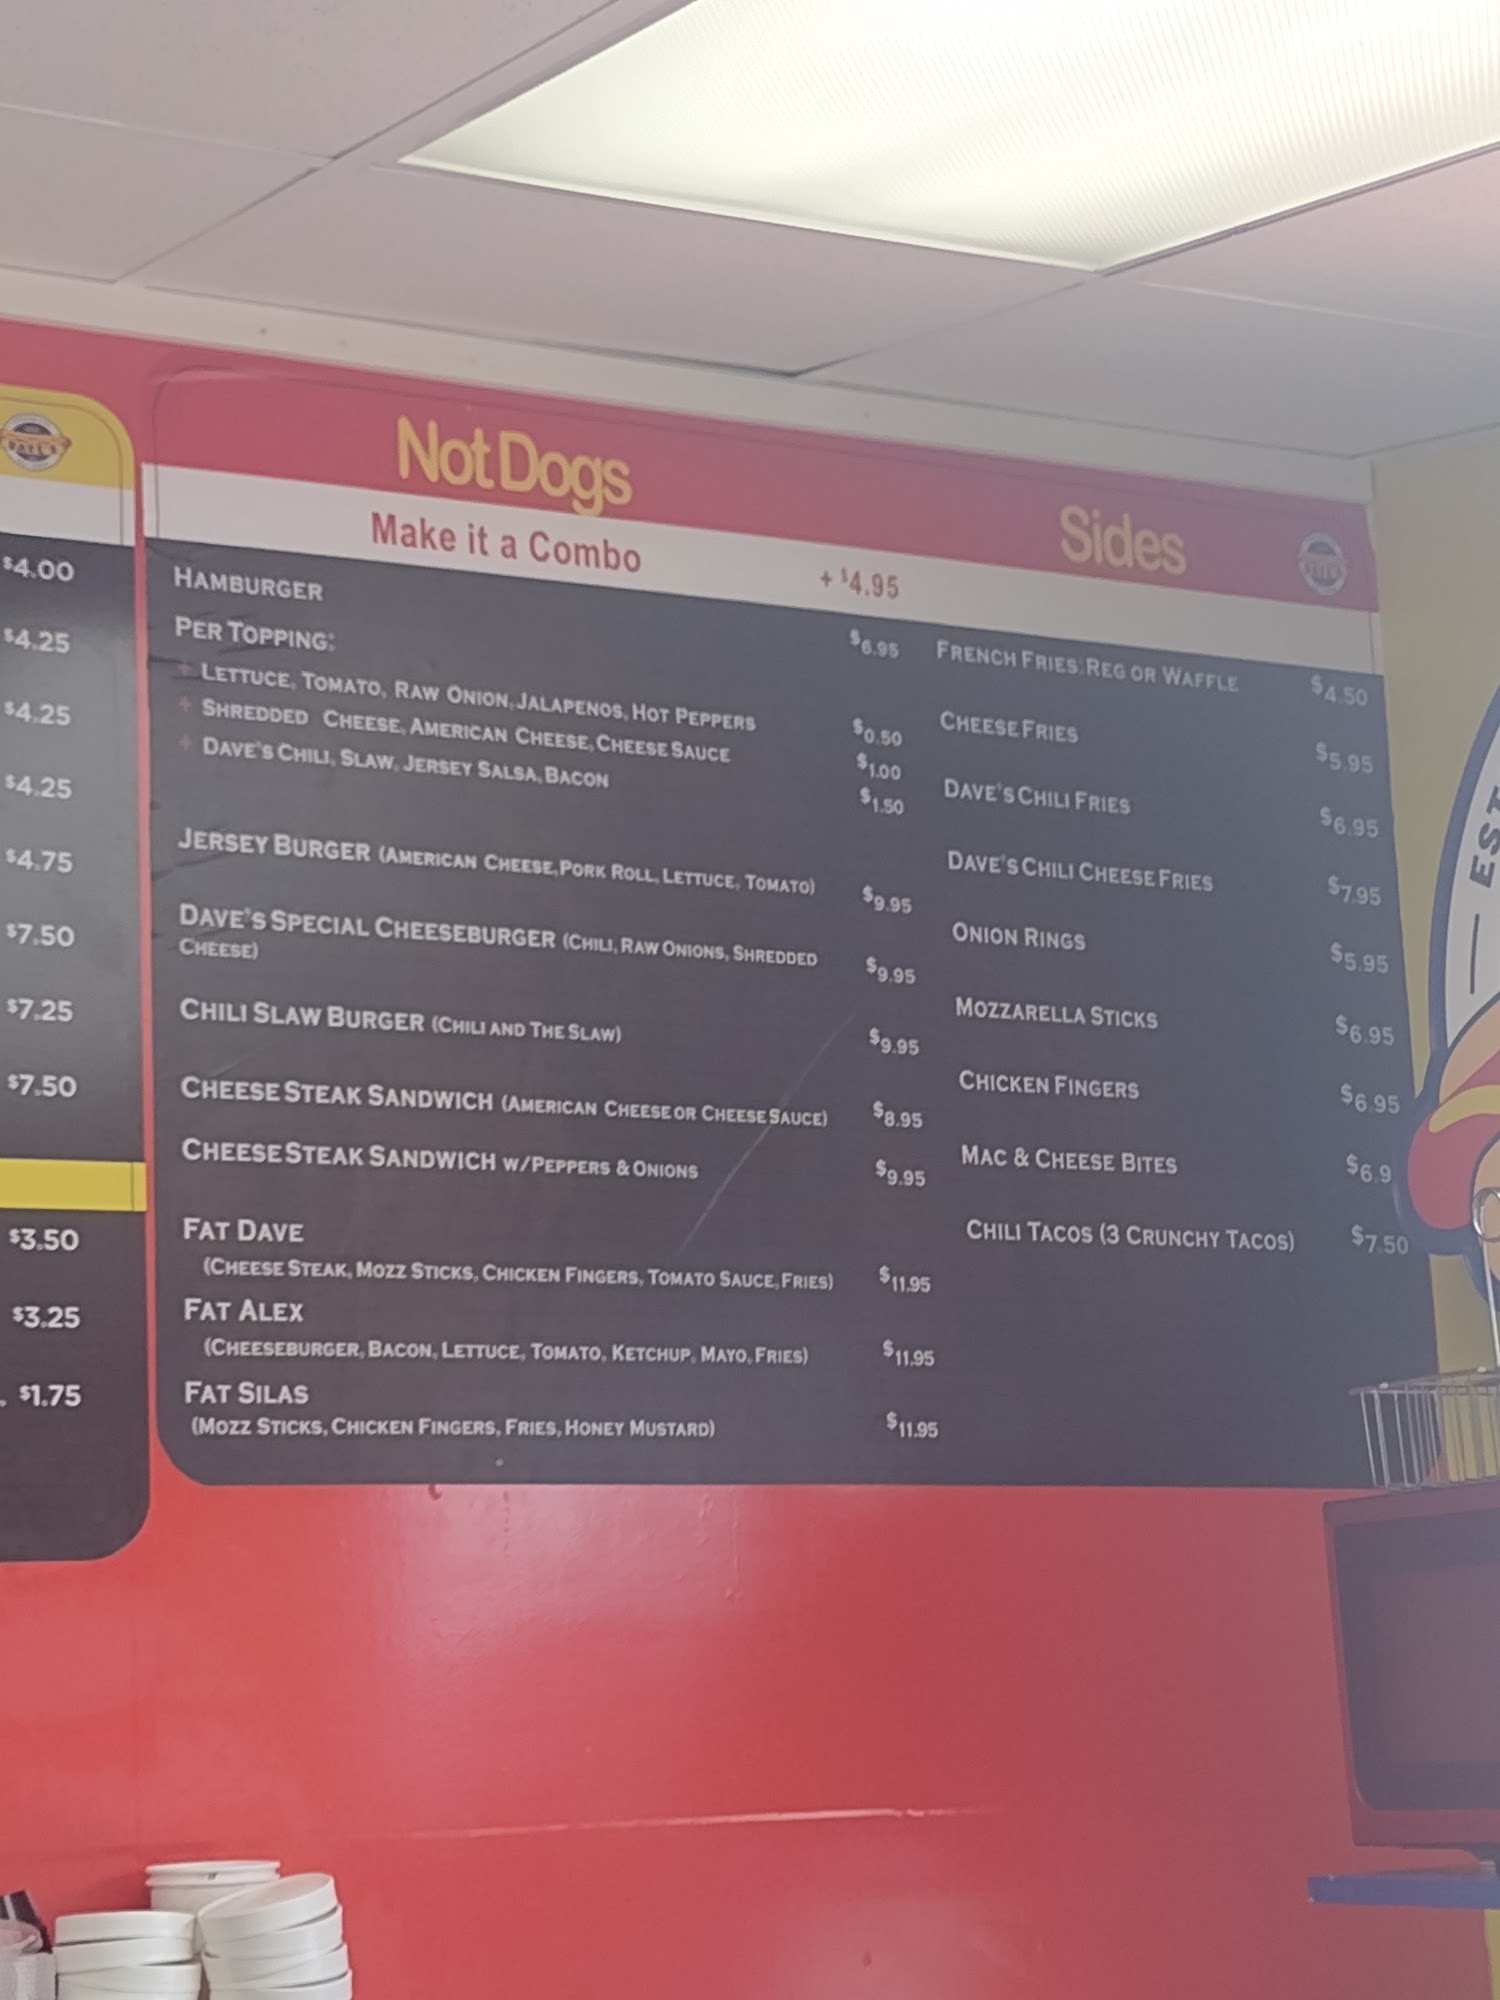 $4.00
$4.25
$4.25
$4.25
$4.75
$7.50
$7.25
$7.50
$3.50
$3.25
. $1.75
Not Dogs
Make it a Combo + $4.95
HAMBURGER $6.95
PER TOPPING:
+ LETTUCE, TOMATO, RAW ONION, JALAPENOS, HOT PEPPERS $0.50
+ SHREDDED CHEESE, AMERICAN CHEESE, CHEESE SAUCE $1.00
+ DAVE'S CHILI, SLAW, JERSEY SALSA, BACON $1.50
JERSEY BURGER (AMERICAN CHEESE, PORK ROLL, LETTUCE, TOMATO) $9.95
DAVE'S SPECIAL CHEESEBURGER (CHILI, RAW ONIONS, SHREDDED
CHEESE) $9.95
CHILI SLAW BURGER (CHILI AND THE SLAW) $9.95
CHEESE STEAK SANDWICH (AMERICAN CHEESE OR CHEESE SAUCE) $8.95
CHEESE STEAK SANDWICH W/PEPPERS & ONIONS $9.95
FAT DAVE
(CHEESE STEAK, MOZZ STICKS, CHICKEN FINGERS, TOMATO SAUCE, FRIES) $11.95
FAT ALEX
(CHEESEBURGER, BACON, LETTUCE, TOMATO, KETCHUP, MAYO, FRIES) $11.95
FAT SILAS
(MOZZ STICKS, CHICKEN FINGERS, FRIES, HONEY MUSTARD) $11.95
Sides
FRENCH FRIES: REG OR WAFFLE $4.50
CHEESE FRIES $5.95
DAVE'S CHILI FRIES $6.95
DAVE'S CHILI CHEESE FRIES $7.95
ONION RINGS $5.95
MOZZARELLA STICKS $6.95
CHICKEN FINGERS $6.95
MAC & CHEESE BITES $6.9
CHILI TACOS (3 CRUNCHY TACOS) $7.50
EST